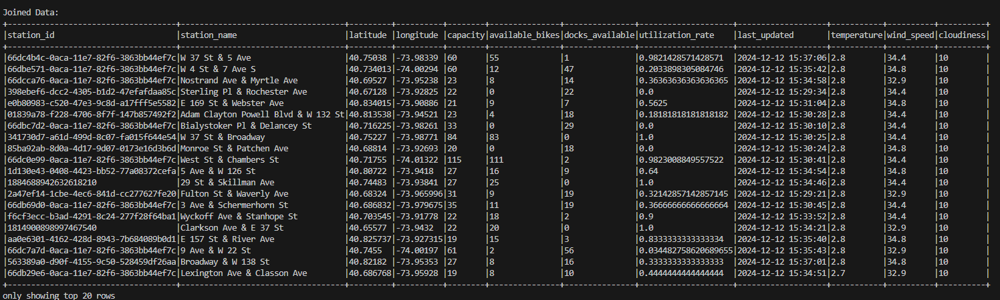 Joined Data:
+------------------------------------+-----------------------------------+---------+----------+--------+---------------+---------------+--------------------+-------------------+-----------+----------+----------+
|station_id                          |station_name                       |latitude |longitude |capacity|available_bikes|docks_available|utilization_rate    |last_updated       |temperature|wind_speed|cloudiness|
+------------------------------------+-----------------------------------+---------+----------+--------+---------------+---------------+--------------------+-------------------+-----------+----------+----------+
|66dc4b4c-0aca-11e7-82f6-3863bb44ef7c|W 37 St & 5 Ave                    |40.75038 |-73.98339 |60      |55             |1              |0.9821428571428571  |2024-12-12 15:37:06|2.8        |34.4      |10        |
|66dbe571-0aca-11e7-82f6-3863bb44ef7c|W 4 St & 7 Ave S                   |40.734013|-74.00294 |60      |12             |47             |0.2033898305084746  |2024-12-12 15:35:42|2.8        |34.8      |10        |
|66dcca76-0aca-11e7-82f6-3863bb44ef7c|Nostrand Ave & Myrtle Ave          |40.69527 |-73.95238 |23      |8              |14             |0.36363636363636365 |2024-12-12 15:34:58|2.8        |32.9      |10        |
|398ebef6-dcc2-4305-b1d2-47efafdaa85c|Sterling Pl & Rochester Ave        |40.67128 |-73.92825 |22      |0              |22             |0.0                 |2024-12-12 15:29:34|2.8        |34.4      |10        |
|e0b80983-c520-47e3-9c8d-a17fff5e5582|E 169 St & Webster Ave             |40.834015|-73.90886 |21      |9              |7              |0.5625              |2024-12-12 15:31:04|2.8        |34.8      |10        |
|01839a78-f228-4706-8f7f-147b857492f2|Adam Clayton Powell Blvd & W 132 St|40.813538|-73.94521 |23      |4              |18             |0.18181818181818182 |2024-12-12 15:30:28|2.8        |34.4      |10        |
|66dbc7d2-0aca-11e7-82f6-3863bb44ef7c|Bialystoker Pl & Delancey St       |40.716225|-73.98261 |33      |0              |29             |0.0                 |2024-12-12 15:30:10|2.8        |34.4      |10        |
|341730d7-a61d-499d-8c07-fa015f644e54|W 37 St & Broadway                 |40.75227 |-73.98771 |84      |83             |0              |1.0                 |2024-12-12 15:30:25|2.8        |34.4      |10        |
|85ba92ab-8d0a-4d17-9d07-0173e16d3b6d|Monroe St & Patchen Ave            |40.68814 |-73.92693 |20      |0              |18             |0.0                 |2024-12-12 15:30:24|2.8        |34.8      |10        |
|66dc0e99-0aca-11e7-82f6-3863bb44ef7c|West St & Chambers St              |40.71755 |-74.01322 |115     |111            |2              |0.9823008849557522  |2024-12-12 15:30:41|2.8        |34.4      |10        |
|1d130e43-0408-4423-bb52-77a08372cefa|5 Ave & W 126 St                   |40.80722 |-73.9418  |27      |16             |9              |0.64                |2024-12-12 15:34:54|2.8        |34.8      |10        |
|1884688942632618210                 |29 St & Skillman Ave               |40.74483 |-73.93841 |27      |25             |0              |1.0                 |2024-12-12 15:34:46|2.8        |34.4      |10        |
|2a47ef14-1cbe-4ec6-841d-cc277627fe20|Fulton St & Waverly Ave            |40.68324 |-73.965996|31      |9              |19             |0.32142857142857145 |2024-12-12 15:29:21|2.8        |32.9      |10        |
|66db69d0-0aca-11e7-82f6-3863bb44ef7c|3 Ave & Schermerhorn St            |40.686832|-73.979675|35      |11             |19             |0.36666666666666664 |2024-12-12 15:30:45|2.8        |34.4      |10        |
|f6cf3ecc-b3ad-4291-8c24-277f28f64ba1|Wyckoff Ave & Stanhope St          |40.703545|-73.91778 |22      |18             |2              |0.9                 |2024-12-12 15:33:52|2.8        |34.4      |10        |
|1814900898997467540                 |Clarkson Ave & E 37 St             |40.65577 |-73.9432  |22      |20             |0              |1.0                 |2024-12-12 15:34:21|2.8        |32.9      |10        |
|aa0e6301-4162-428d-8943-7b684089b0d1|E 157 St & River Ave               |40.825737|-73.927315|19      |15             |3              |0.8333333333333334  |2024-12-12 15:35:40|2.8        |34.8      |10        |
|66dc7a7d-0aca-11e7-82f6-3863bb44ef7c|9 Ave & W 22 St                    |40.7455  |-74.00197 |61      |2              |56             |0.034482758620689655|2024-12-12 15:35:43|2.8        |32.9      |10        |
|563389a0-d90f-4155-9c50-528459df26aa|Broadway & W 138 St                |40.82182 |-73.95353 |27      |8              |16             |0.3333333333333333  |2024-12-12 15:37:01|2.8        |34.8      |10        |
|66db29e6-0aca-11e7-82f6-3863bb44ef7c|Lexington Ave & Classon Ave        |40.686768|-73.95928 |19      |8              |10             |0.4444444444444444  |2024-12-12 15:34:51|2.7        |32.9      |10        |
+------------------------------------+-----------------------------------+---------+----------+--------+---------------+---------------+--------------------+-------------------+-----------+----------+----------+
only showing top 20 rows